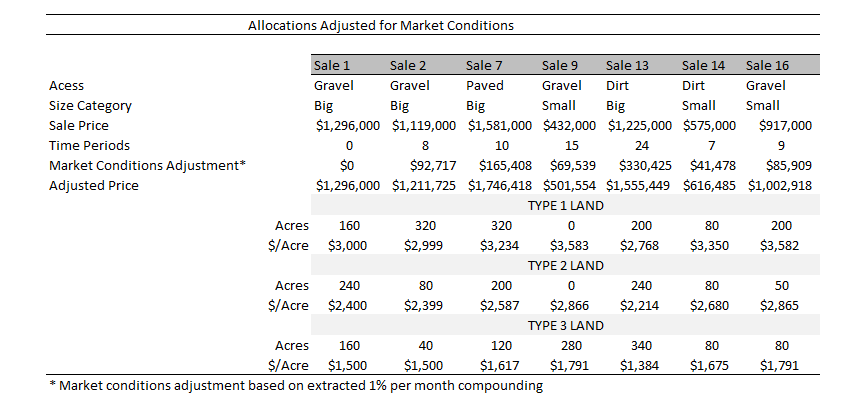 Allocations Adjusted for Market Conditions
Sale 1 Sale 2 Sale 7 Sale 9 Sale 13 Sale 14 Sale 16
Acess Gravel Gravel Paved Gravel Dirt Dirt Gravel
Size Category Big Big Big Small Big Small Small
Sale Price $1,296,000 $1,119,000 $1,581,000 $432,000 $1,225,000 $575,000 $917,000
Time Periods 0 8 10 15 24 7 9
Market Conditions Adjustment* $0 $92,717 $165,408 $69,539 $330,425 $41,478 $85,909
Adjusted Price $1,296,000 $1,211,725 $1,746,418 $501,554 $1,555,449 $616,485 $1,002,918
TYPE 1 LAND
Acres 160 320 320 0 200 80 200
$/Acre $3,000 $2,999 $3,234 $3,583 $2,768 $3,350 $3,582
TYPE 2 LAND
Acres 240 80 200 0 240 80 50
$/Acre $2,400 $2,399 $2,587 $2,866 $2,214 $2,680 $2,865
TYPE 3 LAND
Acres 160 40 120 280 340 80 80
$/Acre $1,500 $1,500 $1,617 $1,791 $1,384 $1,675 $1,791
* Market conditions adjustment based on extracted 1% per month compounding